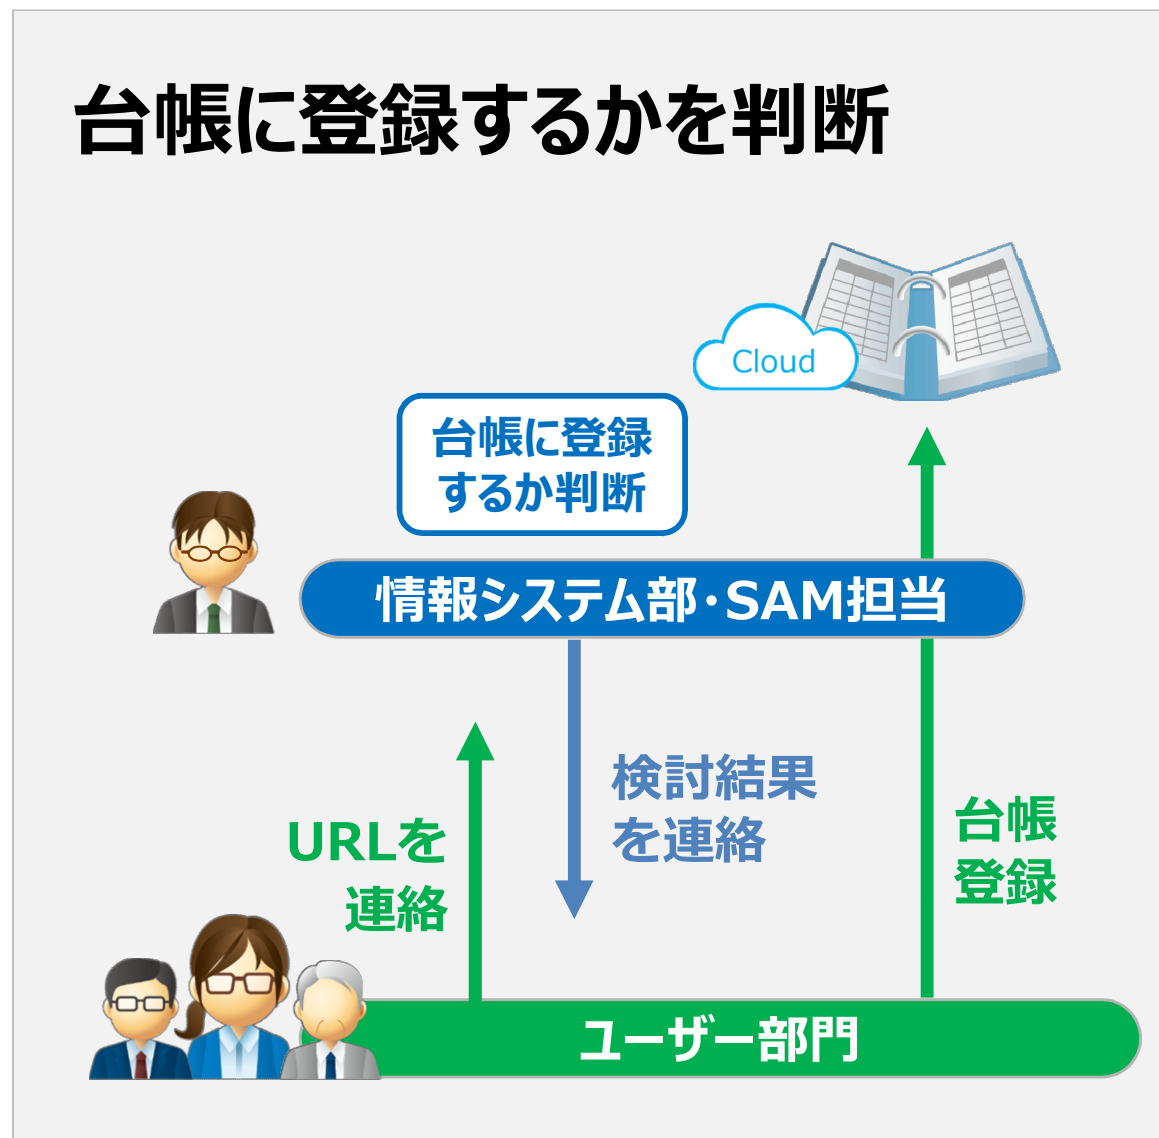 台帳に登録するかを判断
Cloud
台帳に登録
するか判断
情報システム部・SAM担当
検討結果
を連絡
URLを
連絡
台帳
登録
ユーザー部門